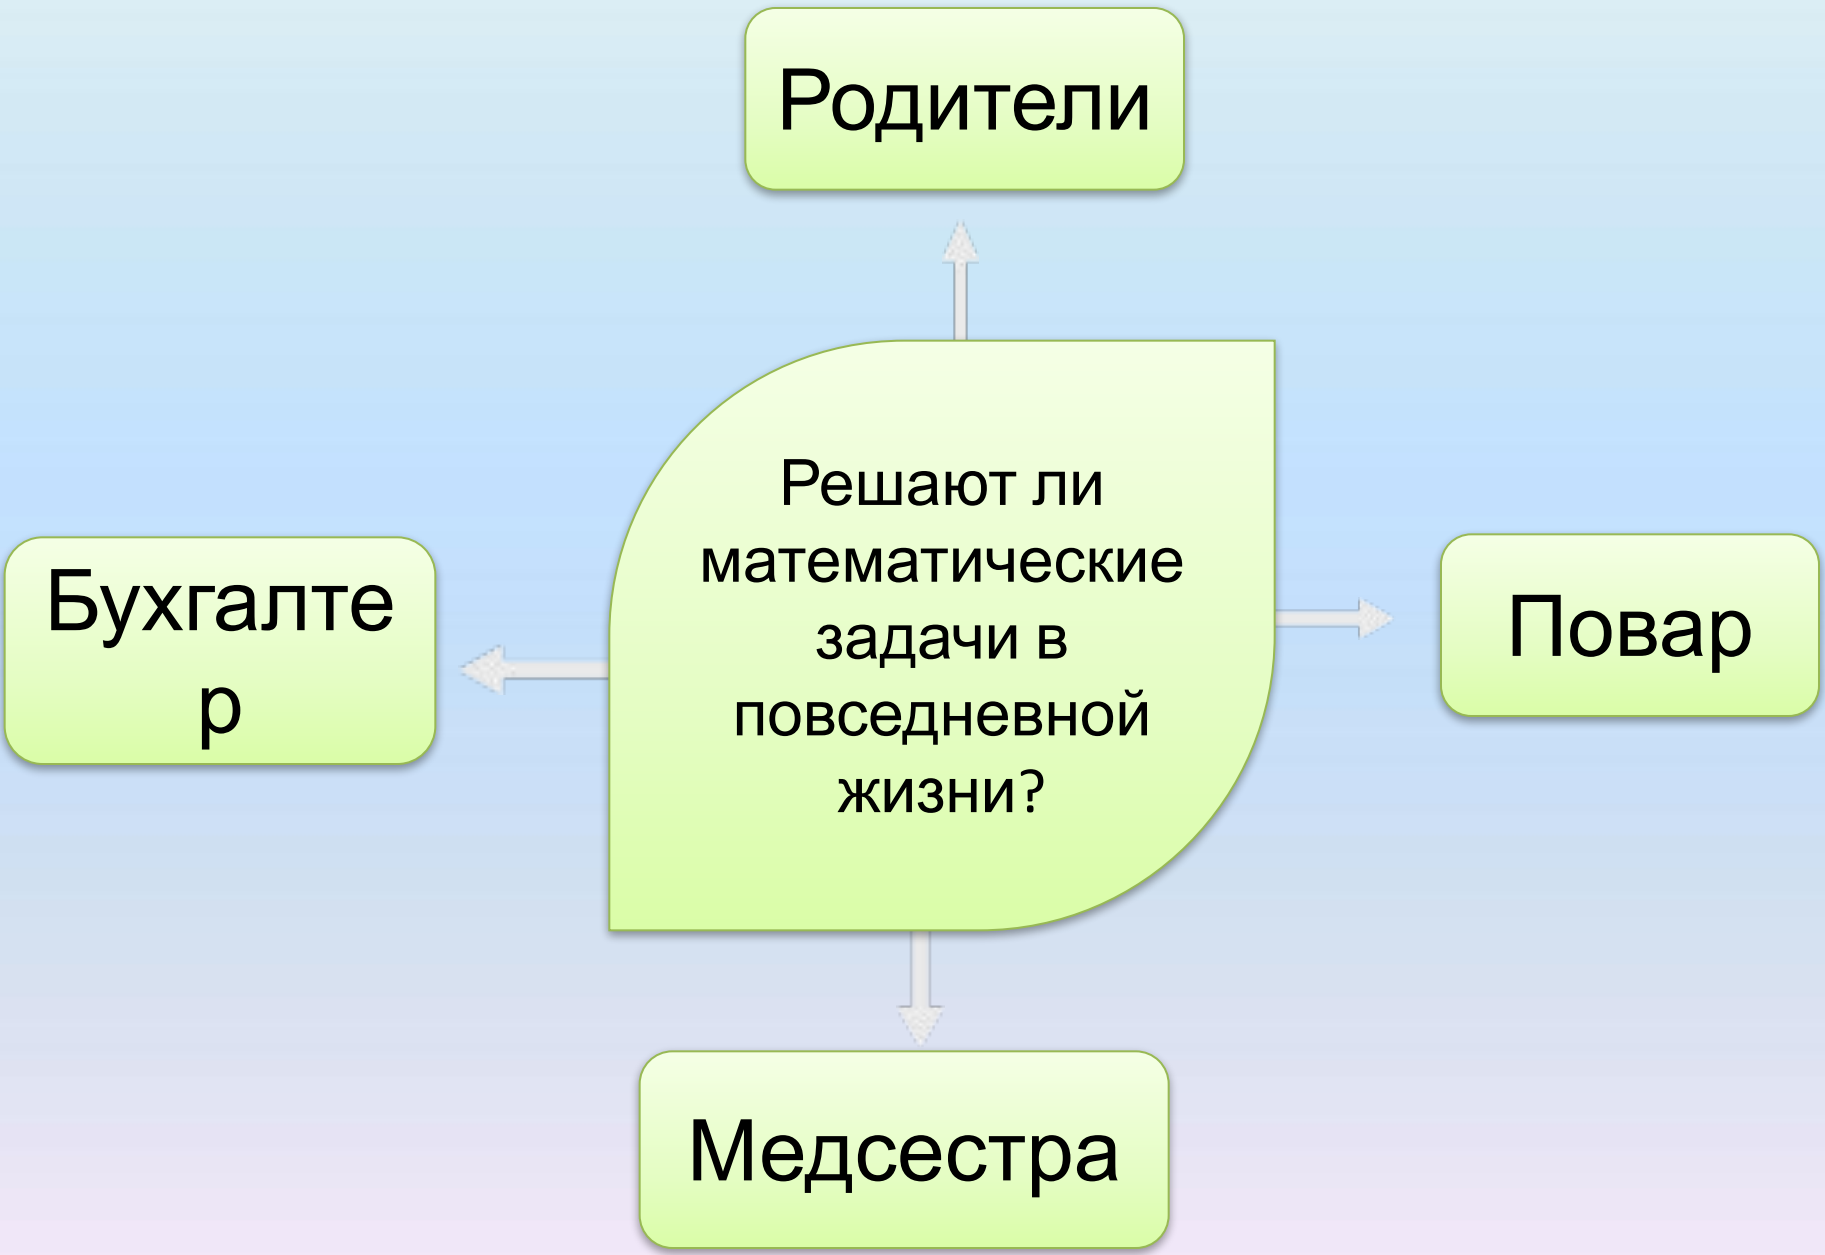 Родители
Решают ли
математические
задачи в
повседневной
жизни?
Бухгалте
р
Повар
Медсестра